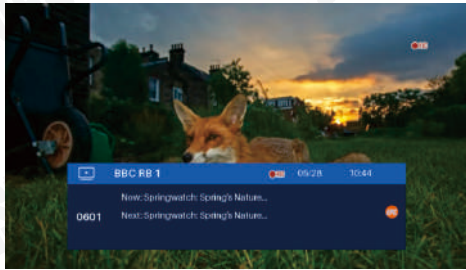 BBC RB 1 05/28 10:44
Now: Springwatch: Spring's Nature...
0601
Next: Springwatch: Spring's Nature...